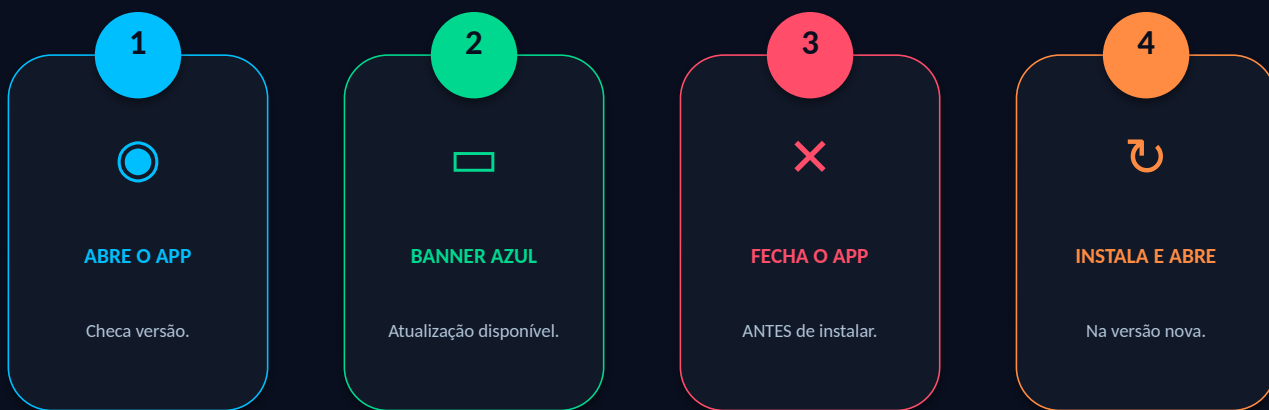 1
ABRE O APP
Checa versão.
2
BANNER AZUL
Atualização disponível.
3
FECHA O APP
ANTES de instalar.
4
INSTALA E ABRE
Na versão nova.